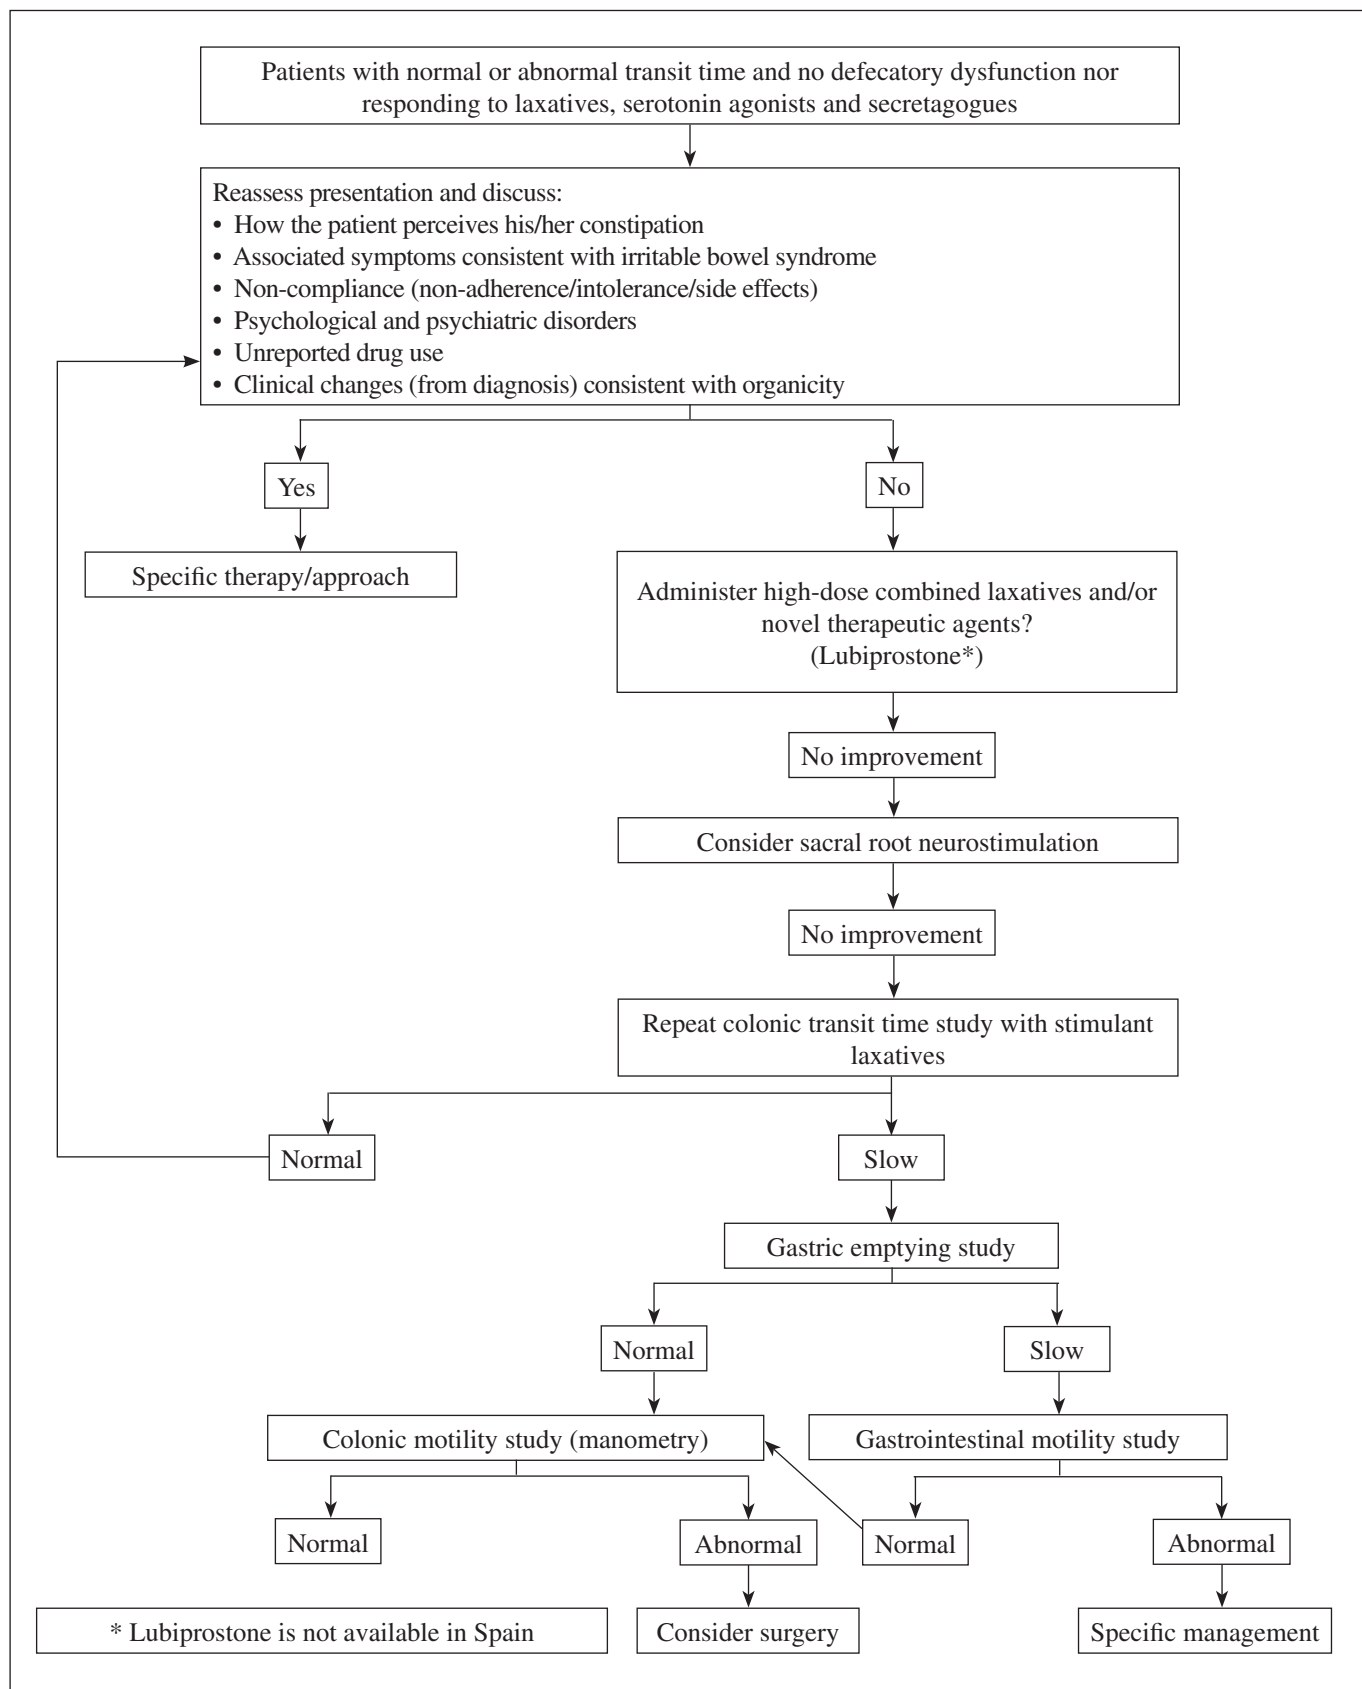 Patients with normal or abnormal transit time and no defecatory dysfunction nor
responding to laxatives, serotonin agonists and secretagogues
Reassess presentation and discuss:
• How the patient perceives his/her constipation
• Associated symptoms consistent with irritable bowel syndrome
• Non-compliance (non-adherence/intolerance/side effects)
• Psychological and psychiatric disorders
• Unreported drug use
• Clinical changes (from diagnosis) consistent with organicity
Yes
No
Specific therapy/approach
Administer high-dose combined laxatives and/or
novel therapeutic agents?
(Lubiprostone*)
No improvement
Consider sacral root neurostimulation
No improvement
Repeat colonic transit time study with stimulant
laxatives
Normal
Slow
Gastric emptying study
Normal
Slow
Colonic motility study (manometry)
Gastrointestinal motility study
Normal
Abnormal
Normal
Abnormal
* Lubiprostone is not available in Spain
Consider surgery
Specific management